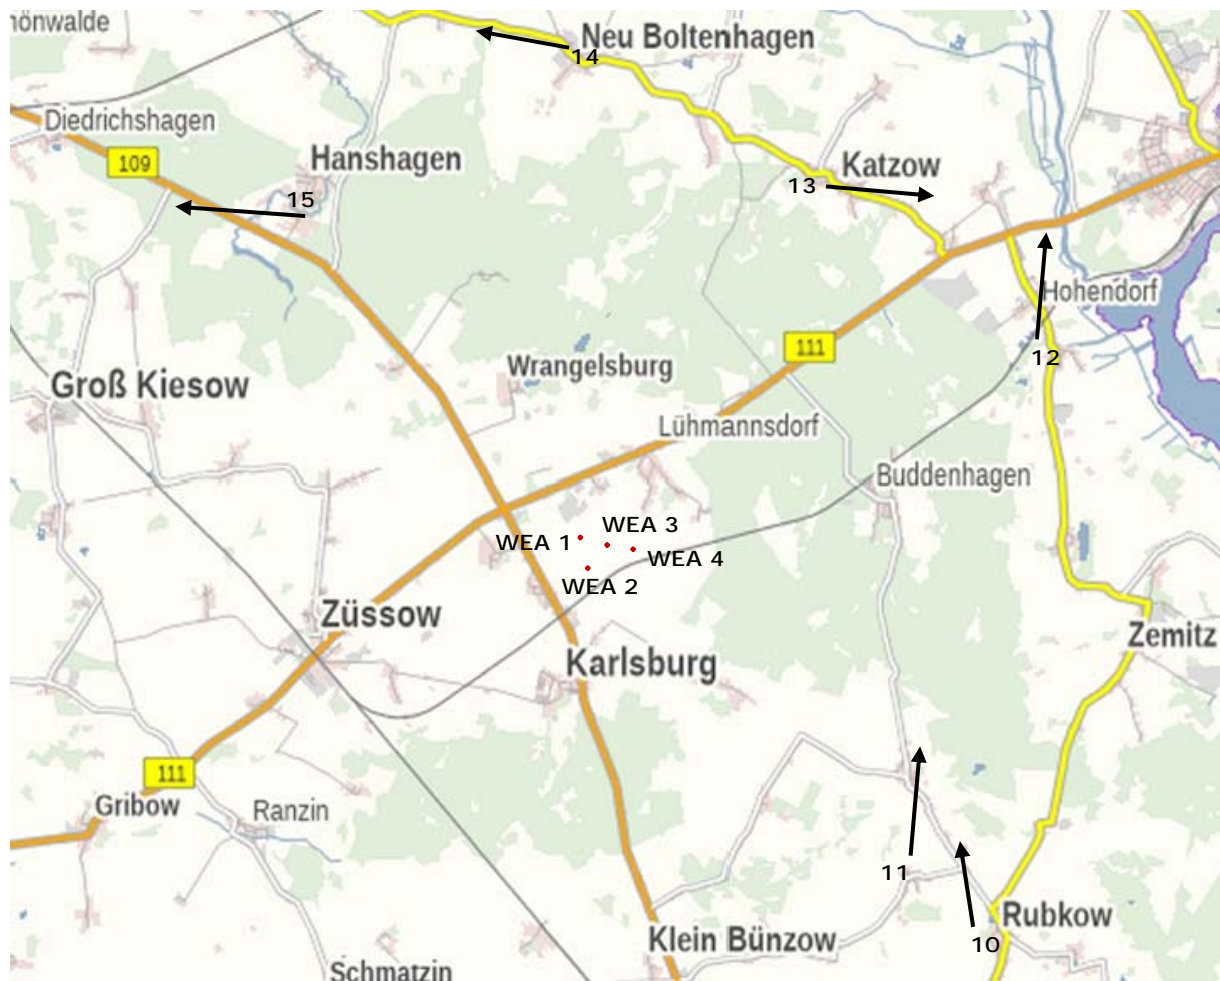 hönwalde
Neu Boltenhagen
14
Diedrichshagen
109
Hanshagen
Katzow
13
15
Hohendorf
111
12
Wrangelsburg
Groß Kiesow
Lühmannsdorf
Buddenhagen
WEA 3
WEA 1
WEA 4
WEA 2
Züssow
Zemitz
Karlsburg
111
Gribow
Ranzin
11
Rubkow
Klein Bünzow
10
Schmatzin